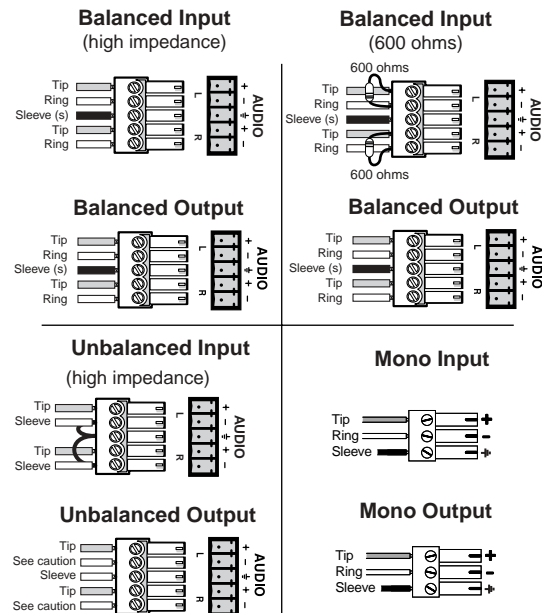 Balanced Input
(high impedance)
Tip
Ring
Sleeve (s)
Tip
Ring
L
R
+
-
+
-
AUDIO
Balanced Input
(600 ohms)
600 ohms
Tip
Ring
Sleeve (s)
Tip
Ring
600 ohms
L
R
+
-
+
-
AUDIO
Balanced Output
Tip
Ring
Sleeve (s)
Tip
Ring
L
R
+
-
+
-
AUDIO
Balanced Output
Tip
Ring
Sleeve (s)
Tip
Ring
L
R
+
-
+
-
AUDIO
Unbalanced Input
(high impedance)
Tip
Sleeve
Tip
Sleeve
L
R
+
-
+
-
AUDIO
Mono Input
Tip
Ring
Sleeve
+
-
Unbalanced Output
Tip
See caution
Sleeve
Tip
See caution
L
R
+
-
+
-
AUDIO
Mono Output
Tip
Ring
Sleeve
+
-